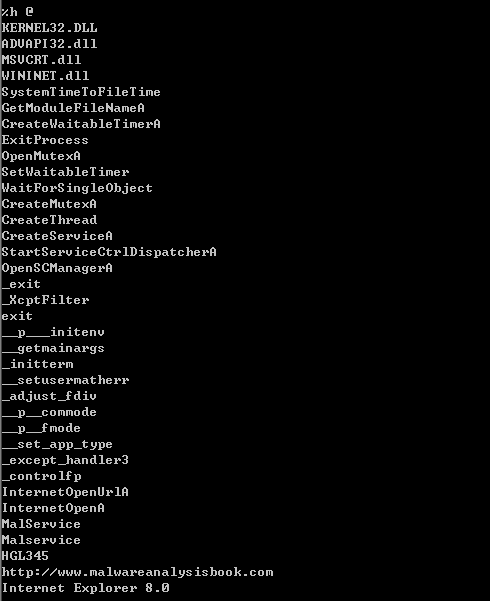 %h @
KERNEL32.DLL
ADVAPI32.dll
MSVCRT.dll
WININET.dll
SystemTimeToFileTime
GetModuleFileNameA
CreateWaitableTimerA
ExitProcess
OpenMutexA
SetWaitableTimer
WaitForSingleObject
CreateMutexA
CreateThread
CreateServiceA
StartServiceCtrlDispatcherA
OpenSCManagerA
_exit
_XcptFilter
exit
__p___initenv
__getmainargs
_initterm
__setusermatherr
_adjust_fdiv
__p__commode
__p__fmode
__set_app_type
_except_handler3
_controlfp
InternetOpenUrlA
InternetOpenA
MalService
Malservice
HGL345
http://www.malwareanalysisbook.com
Internet Explorer 8.0